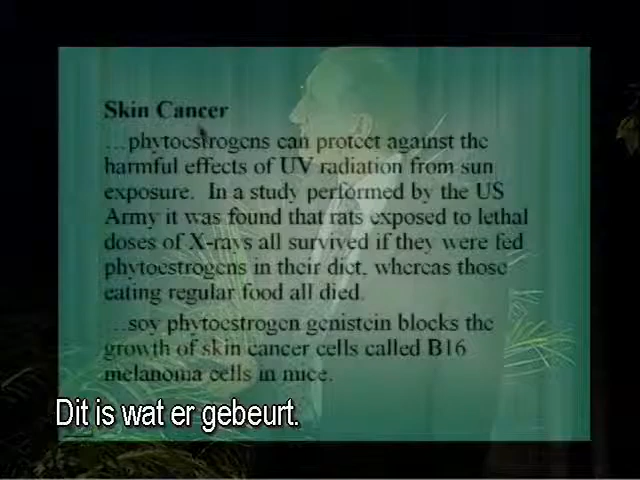 Skin Cancer
...phytoestrogens can protect against the
harmful effects of UV radiation from sun
exposure. In a study performed by the US
Army it was found that rats exposed to lethal
doses of X-rays all survived if they were fed
phytoestrogens in their diet, whereas those
eating regular food all died.
...soy phytoestrogen genistein blocks the
growth of skin cancer cells called B16
melanoma cells in mice.
Dit is wat er gebeurt.